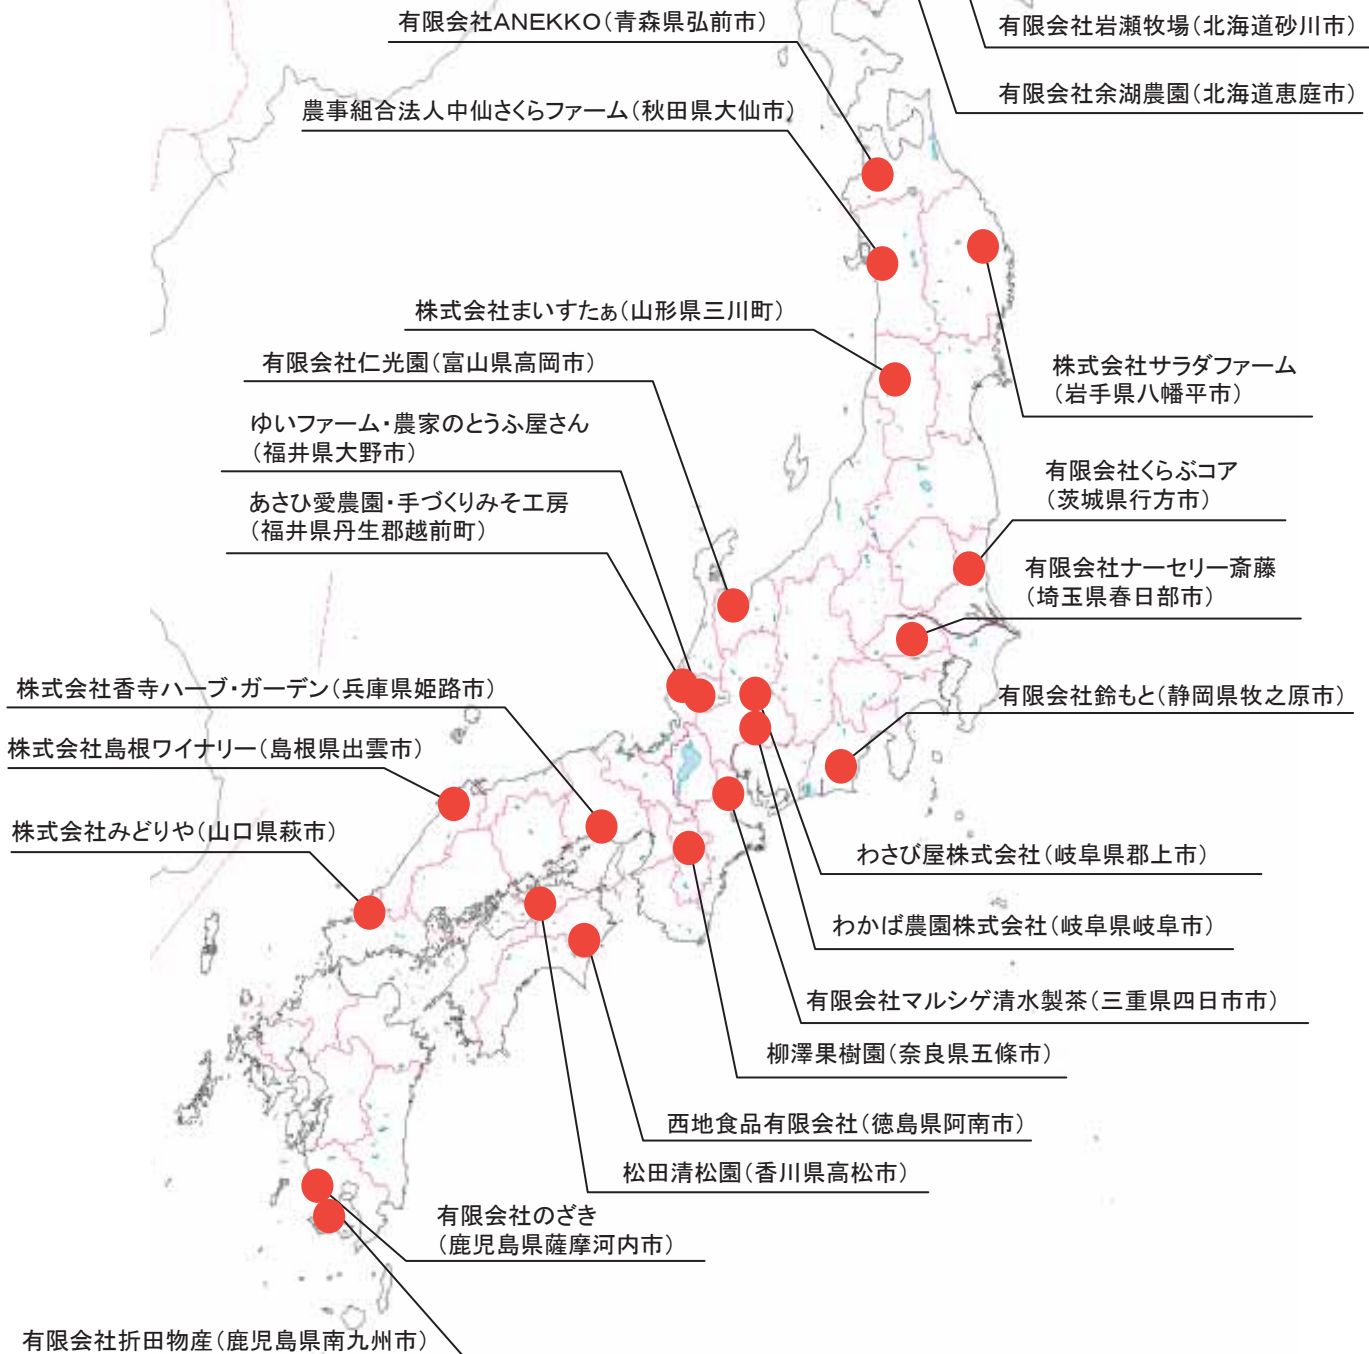 有限会社ANEKKO（青森県弘前市）
有限会社岩瀬牧場（北海道砂川市）
有限会社余湖農園（北海道恵庭市）
農事組合法人中仙さくらファーム（秋田県大仙市）
株式会社まいすたぁ（山形県三川町）
有限会社仁光園（富山県高岡市）
株式会社サラダファーム
（岩手県八幡平市）
ゆいファーム・農家のとうふ屋さん
（福井県大野市）
有限会社くらぶコア
（茨城県行方市）
あさひ愛農園・手づくりみそ工房
（福井県丹生郡越前町）
有限会社ナーセリー斎藤
（埼玉県春日部市）
株式会社香寺ハーブ・ガーデン（兵庫県姫路市）
有限会社鈴もと（静岡県牧之原市）
株式会社島根ワイナリー（島根県出雲市）
株式会社みどりや（山口県萩市）
わさび屋株式会社（岐阜県郡上市）
わかば農園株式会社（岐阜県岐阜市）
有限会社マルシゲ清水製茶（三重県四日市市）
柳澤果樹園（奈良県五條市）
西地食品有限会社（徳島県阿南市）
松田清松園（香川県高松市）
有限会社のざき
（鹿児島県薩摩河内市）
有限会社折田物産（鹿児島県南九州市）